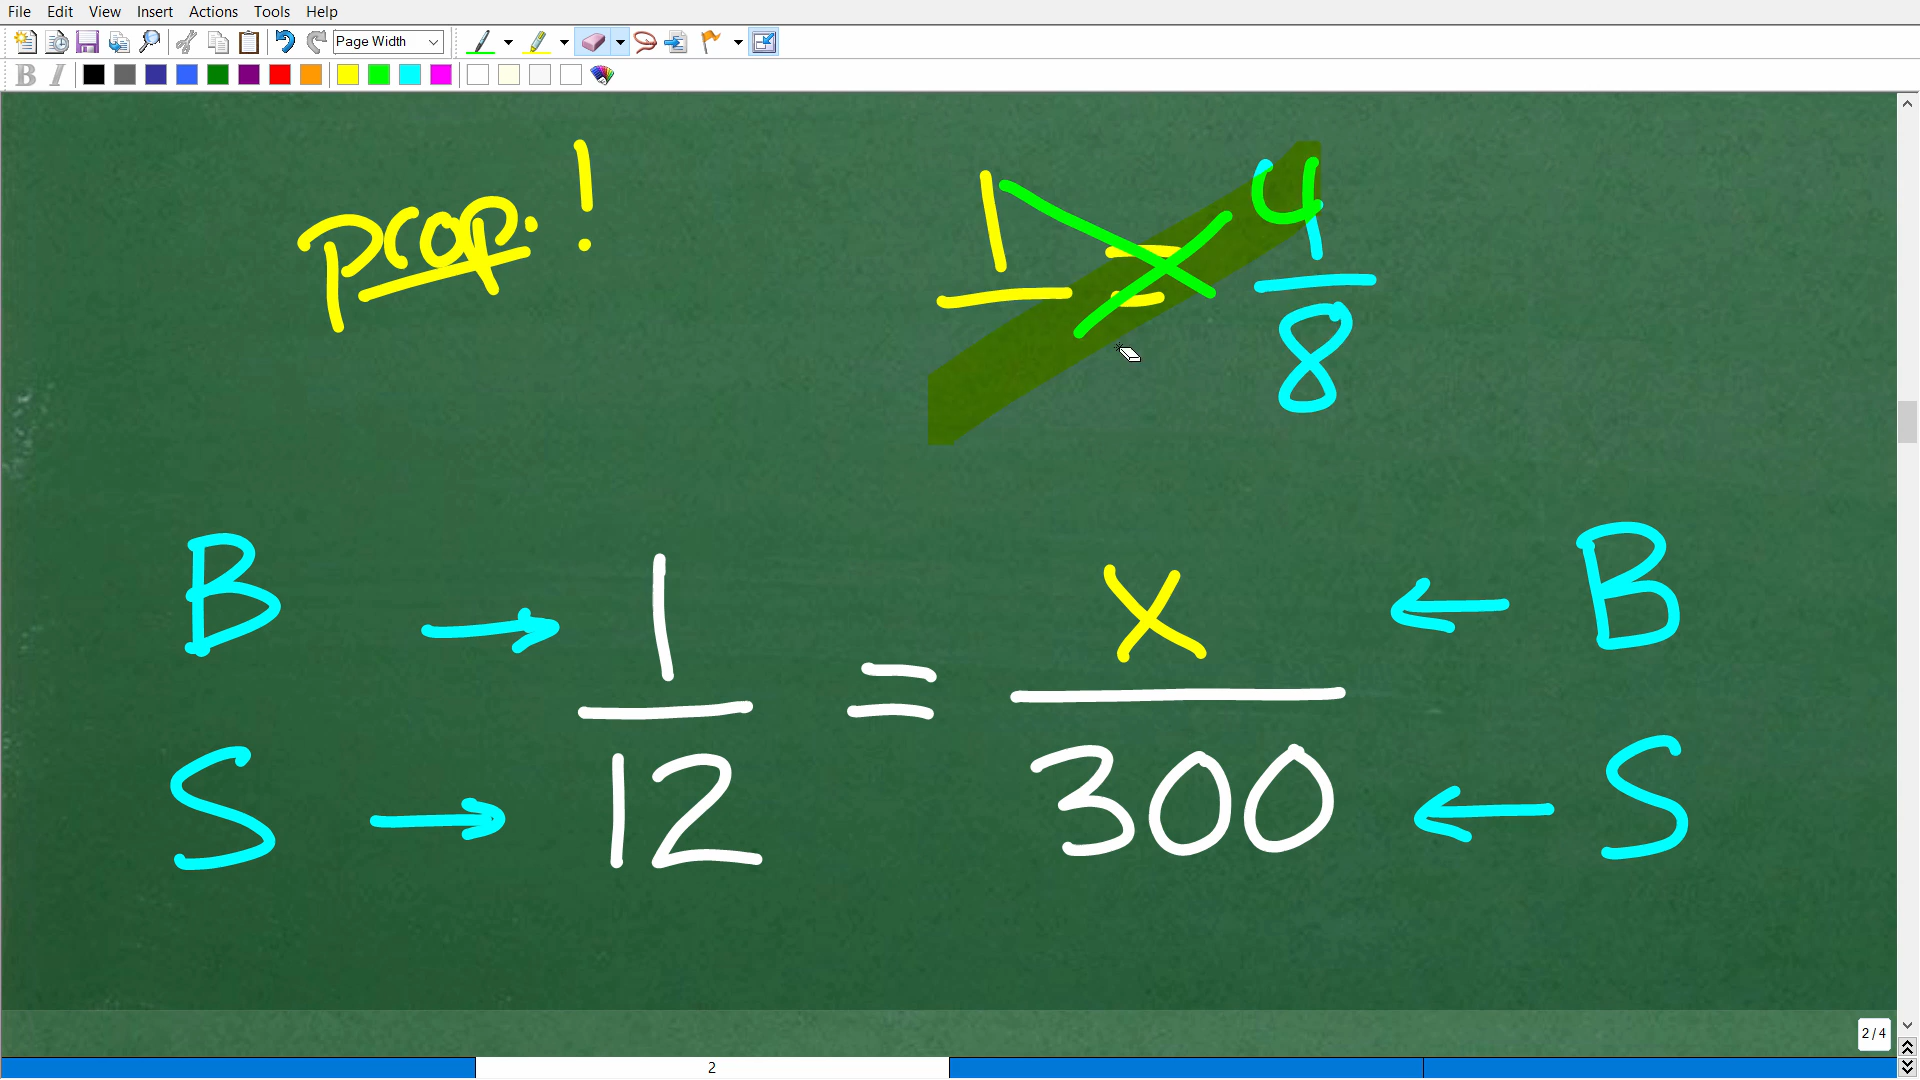 File Edit View Insert Actions Tools Help
Page Width
B I
prop. !
1 = 4
8
B → 1 = x ← B
S → 12 300 ← S
2 / 4
2